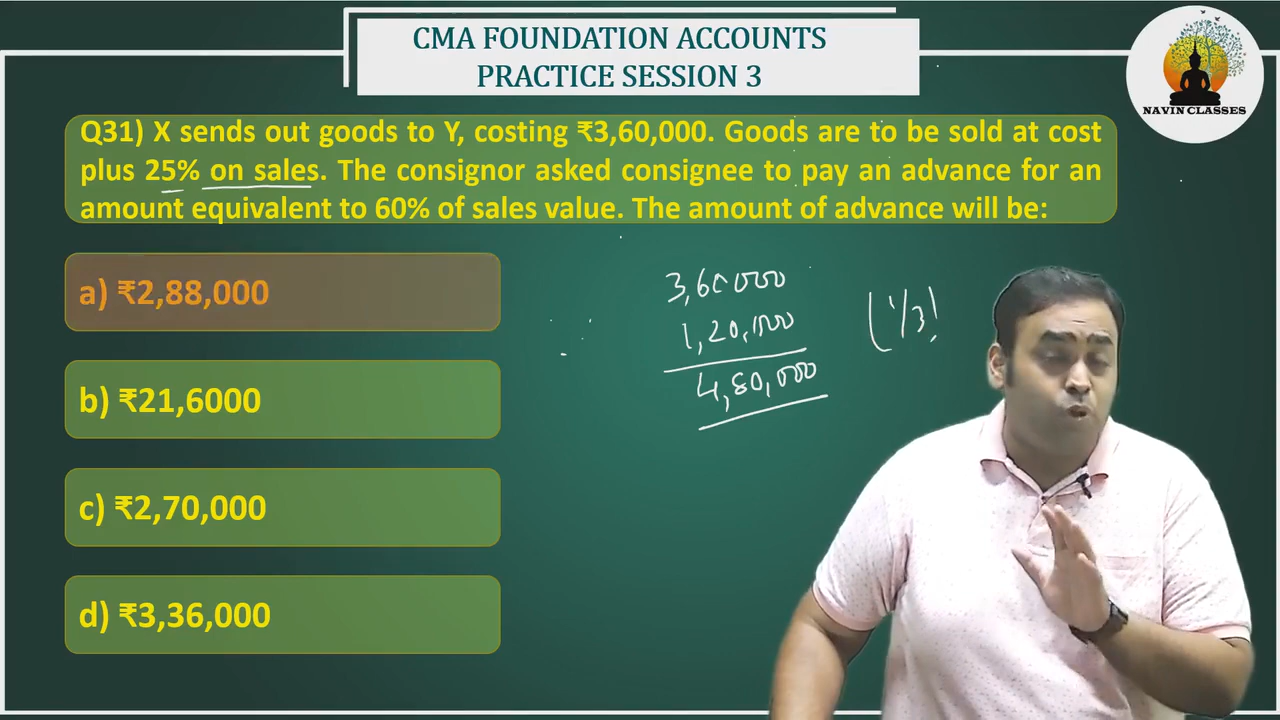 CMA FOUNDATION ACCOUNTS
PRACTICE SESSION 3
NAVIN CLASSES
Q31) X sends out goods to Y, costing ₹3,60,000. Goods are to be sold at cost
plus 25% on sales. The consignor asked consignee to pay an advance for an
amount equivalent to 60% of sales value. The amount of advance will be:
a) ₹2,88,000
b) ₹21,6000
c) ₹2,70,000
d) ₹3,36,000
3,60000
1,20,000
(1/3)
4,80,000